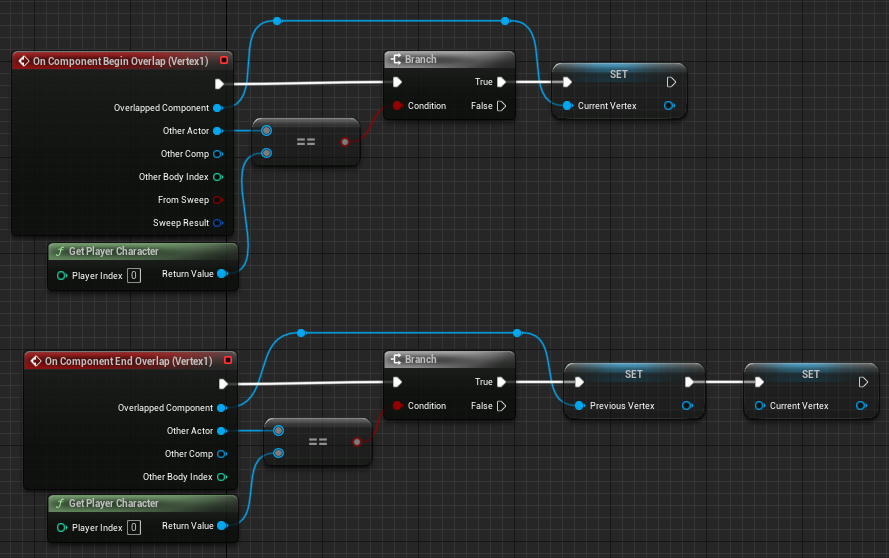 On Component Begin Overlap (Vertex1)
Overlapped Component
Other Actor
Other Comp
Other Body Index
From Sweep
Sweep Result
==
Branch
True
Condition
False
SET
Current Vertex
f Get Player Character
Player Index 0
Return Value
On Component End Overlap (Vertex1)
Overlapped Component
Other Actor
Other Comp
Other Body Index
==
Branch
True
Condition
False
SET
Previous Vertex
SET
Current Vertex
f Get Player Character
Player Index 0
Return Value